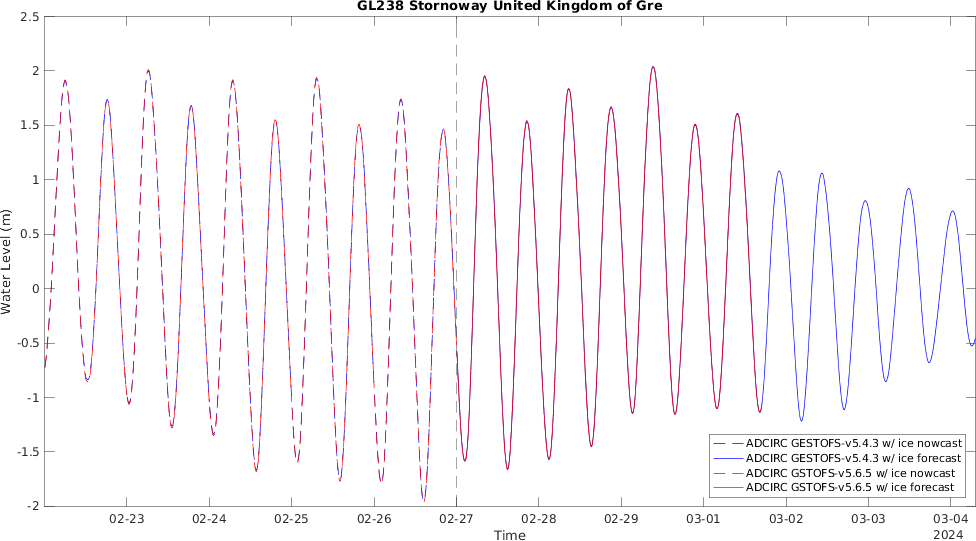 GL238 Stornoway United Kingdom of Gre
2.5
2
1.5
1
0.5
0
-0.5
-1
-1.5
-2
Water Level (m)
02-23 02-24 02-25 02-26 02-27 02-28 02-29 03-01 03-02 03-03 03-04
2024
Time
ADCIRC GESTOFS-v5.4.3 w/ ice nowcast
ADCIRC GESTOFS-v5.4.3 w/ ice forecast
ADCIRC GSTOFS-v5.6.5 w/ ice nowcast
ADCIRC GSTOFS-v5.6.5 w/ ice forecast